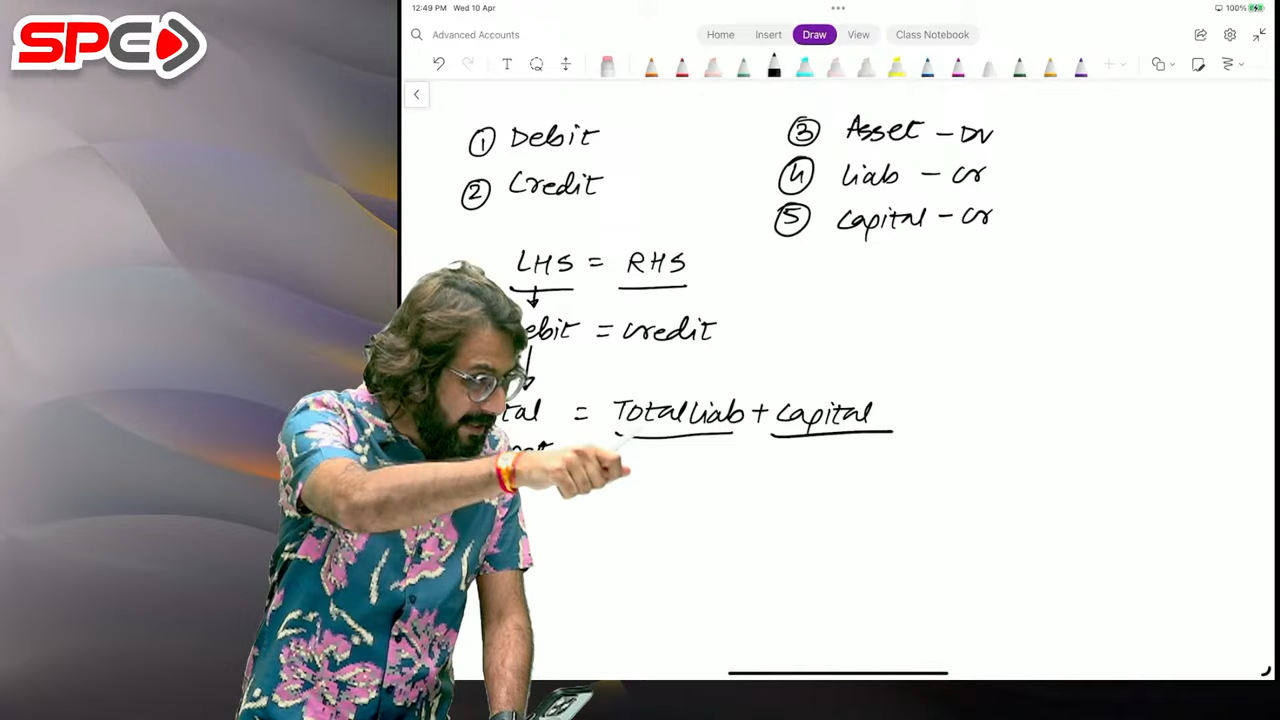 SPC
12:49 PM Wed 10 Apr
100%
Advanced Accounts
Home Insert Draw View Class Notebook
① Debit
② Credit
③ Asset - Dr
④ Liab - Cr
⑤ Capital - Cr
LHS = RHS
ebit = credit
tal = Total Liab + Capital